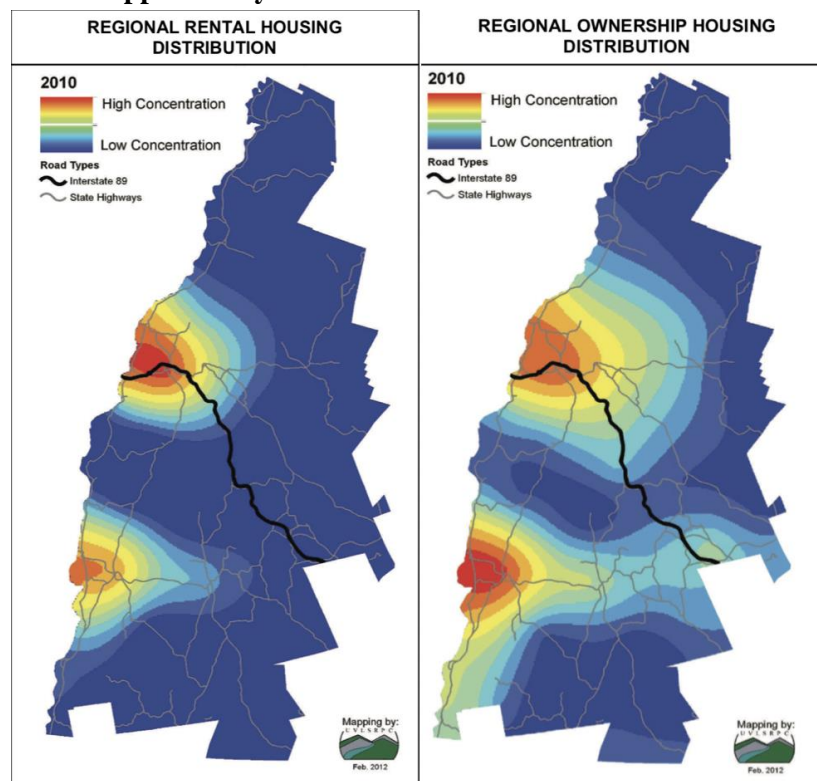 REGIONAL RENTAL HOUSING
DISTRIBUTION
2010
High Concentration
Low Concentration
Road Types
Interstate 89
State Highways
Mapping by:
UVLSRPC
Feb. 2012
REGIONAL OWNERSHIP HOUSING
DISTRIBUTION
2010
High Concentration
Low Concentration
Road Types
Interstate 89
State Highways
Mapping by:
UVLSRPC
Feb. 2012